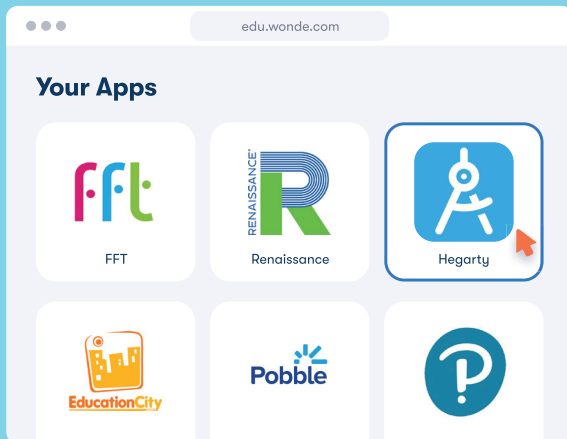 edu.wonde.com
Your Apps
fft
RENAISSANCE
R
FFT
Renaissance
Hegarty
EducationCity
Pobble
P